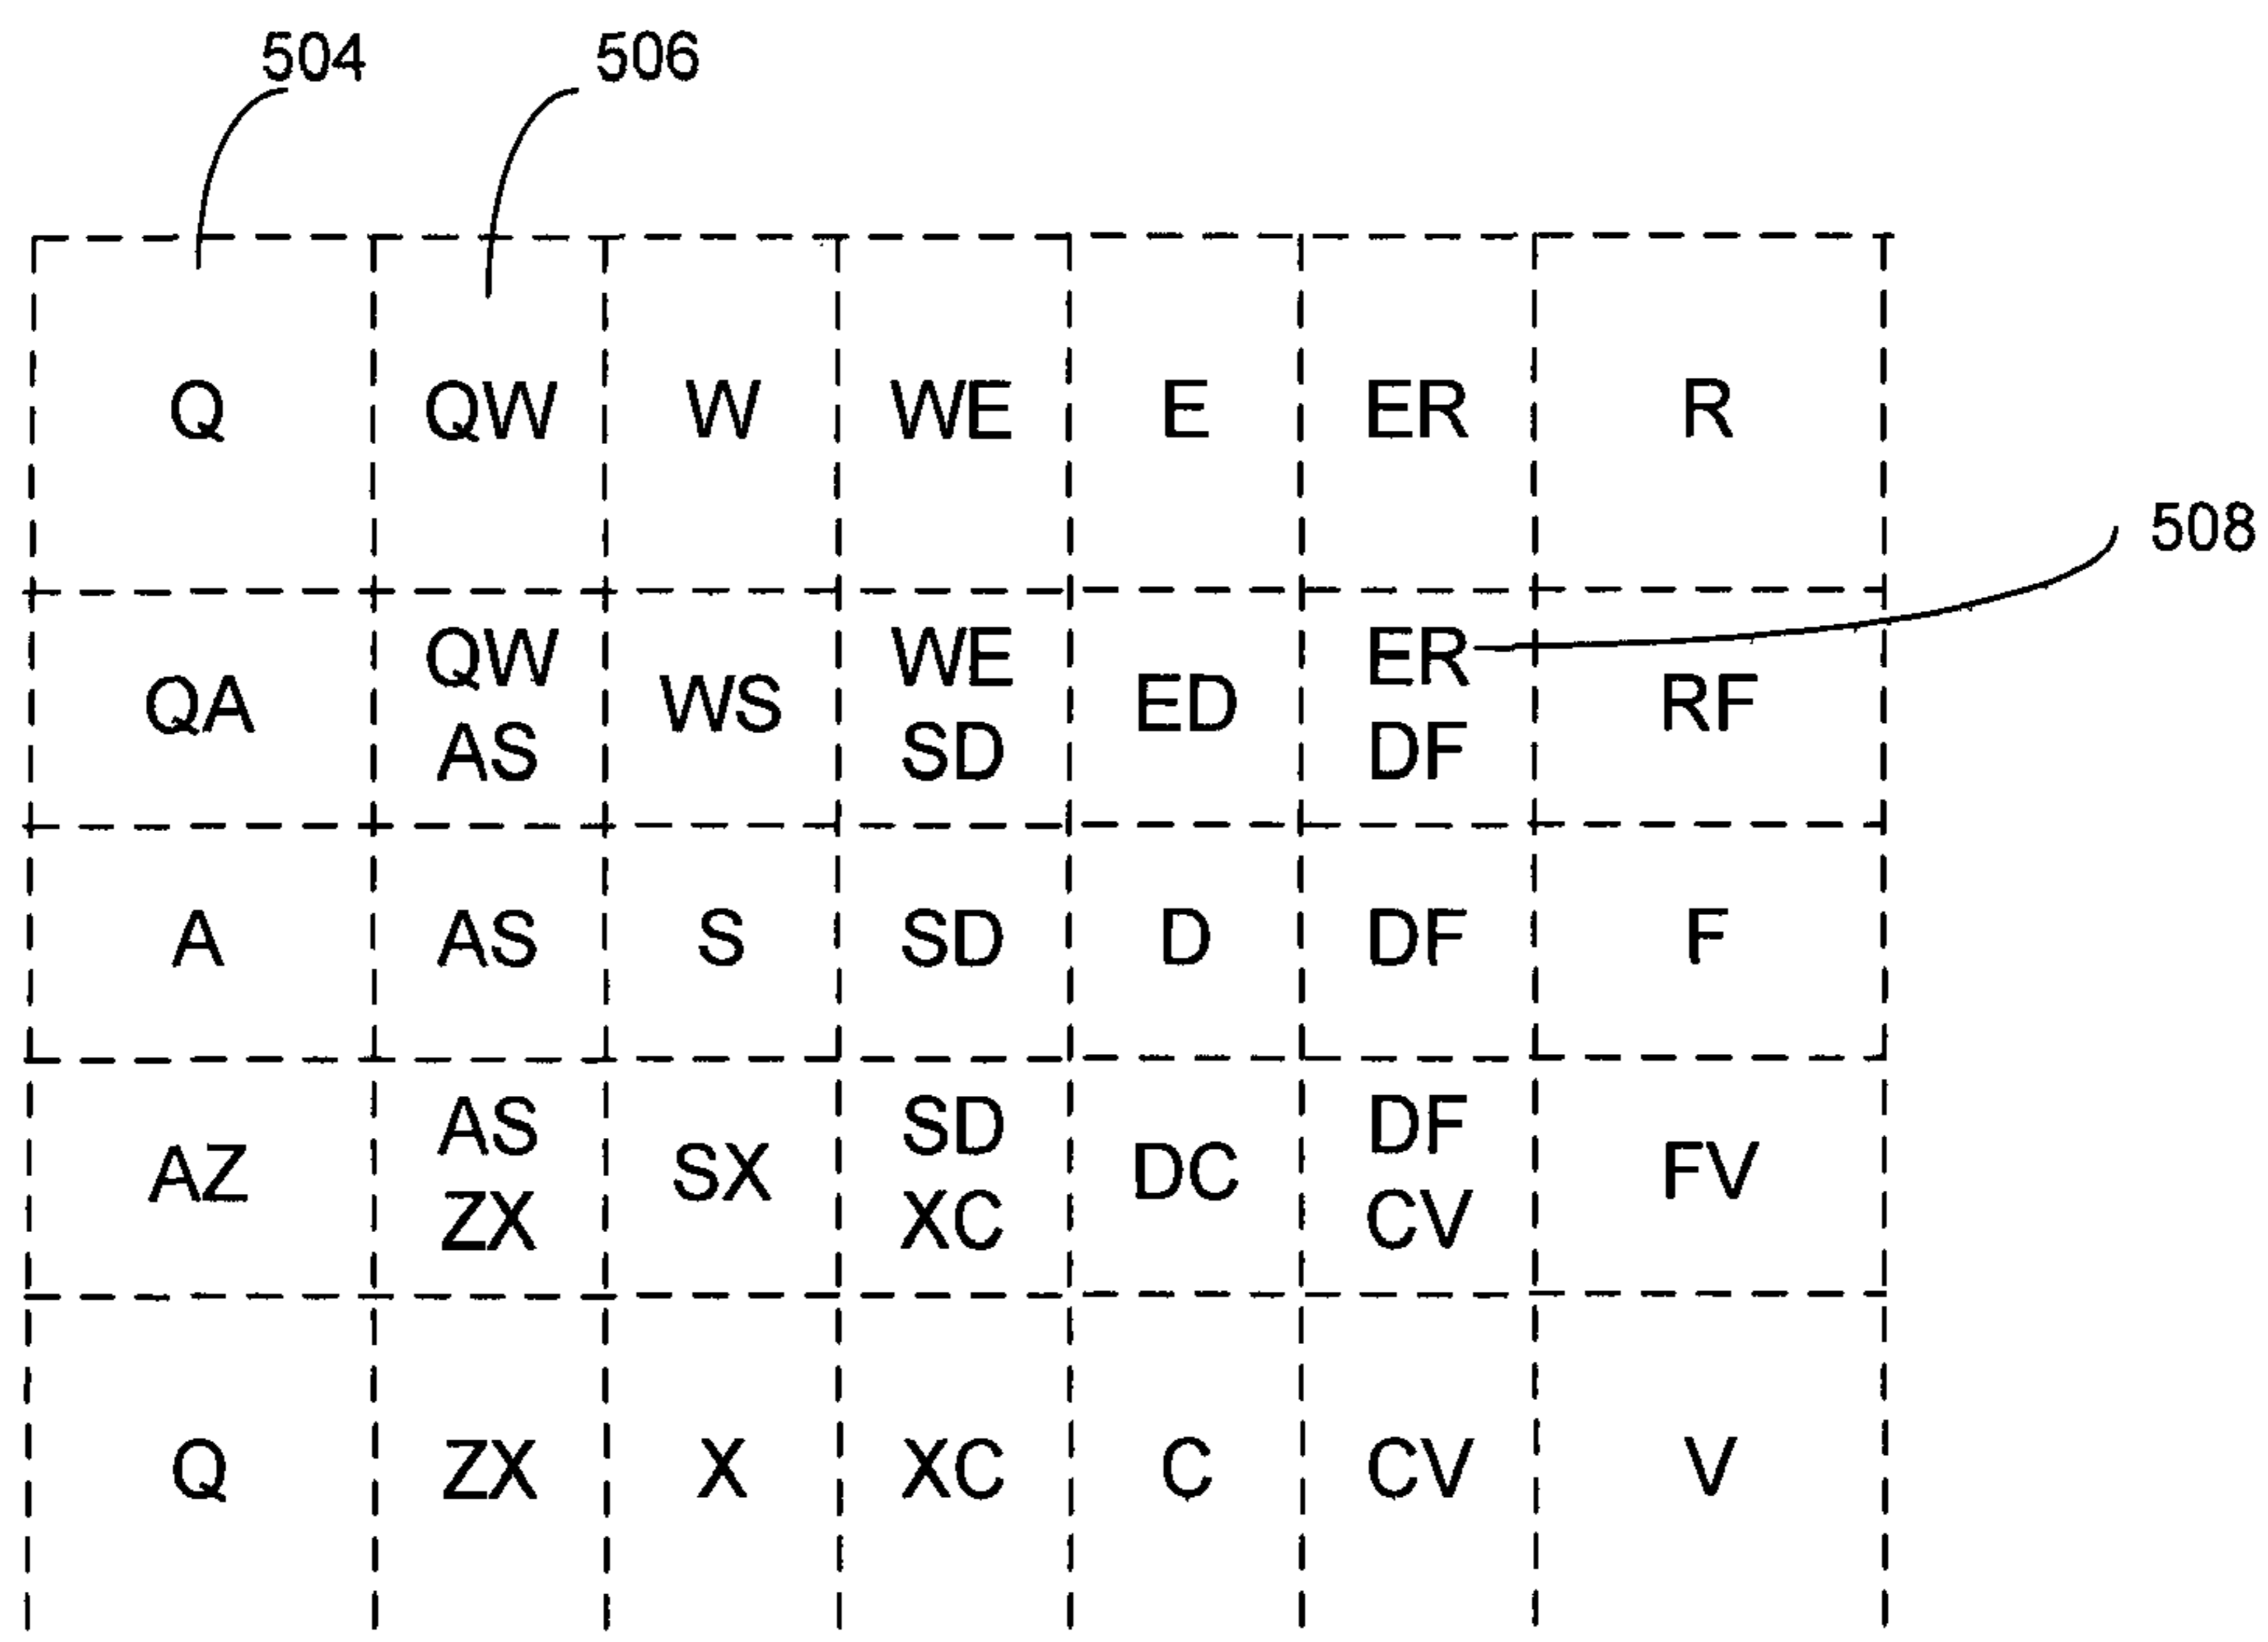 504 506
Q QW W WE E ER R
508
QW WE ER
QA WS ED RF
AS SD DF
A AS S SD D DF F
AS SD DF
AZ SX DC FV
ZX XC CV
Q ZX X XC C CV V